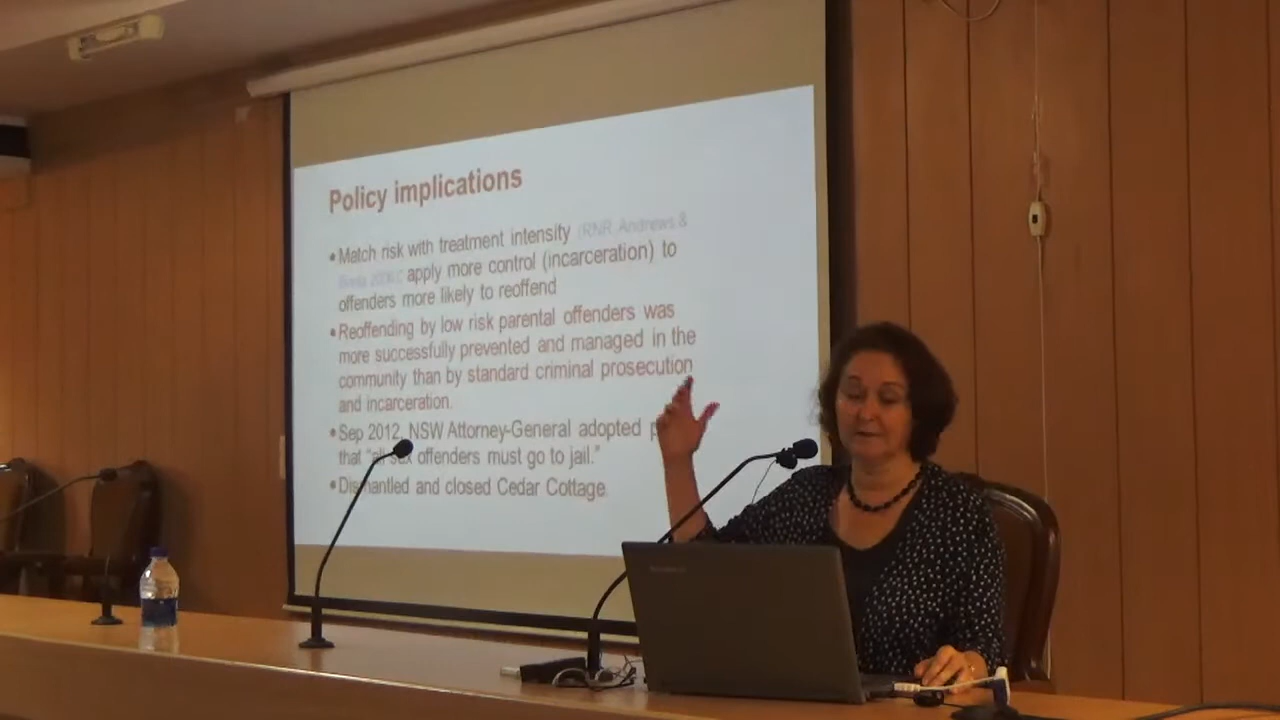 Policy implications
• Match risk with treatment intensity (RNR, Andrews &
apply more control (incarceration) to
offenders more likely to reoffend
• Reoffending by low risk parental offenders was
more successfully prevented and managed in the
community than by standard criminal prosecution
and incarceration.
• Sep 2012, NSW Attorney-General adopted
that "all sex offenders must go to jail."
• Dismantled and closed Cedar Cottage